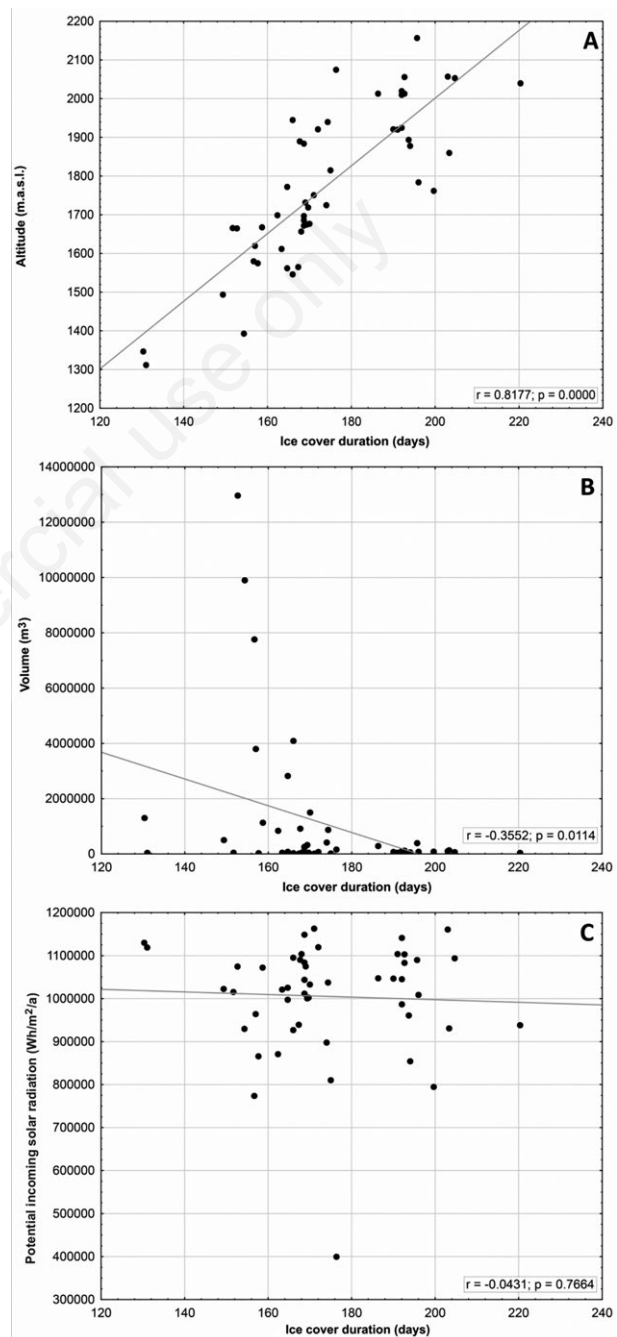 2200
A
2100
2000
1900
1800
1700
1600
1500
1400
1300
1200
Altitude (m.a.s.l.)
r = 0.8177; p = 0.0000
120 140 160 180 200 220 240
Ice cover duration (days)
14000000
B
12000000
10000000
8000000
6000000
4000000
2000000
0
Volume (m³)
r = -0.3552; p = 0.0114
120 140 160 180 200 220 240
Ice cover duration (days)
1200000
C
1100000
1000000
900000
800000
700000
600000
500000
400000
300000
Potential incoming solar radiation (Wh/m²/a)
r = -0.0431; p = 0.7664
120 140 160 180 200 220 240
Ice cover duration (days)
ercial use only